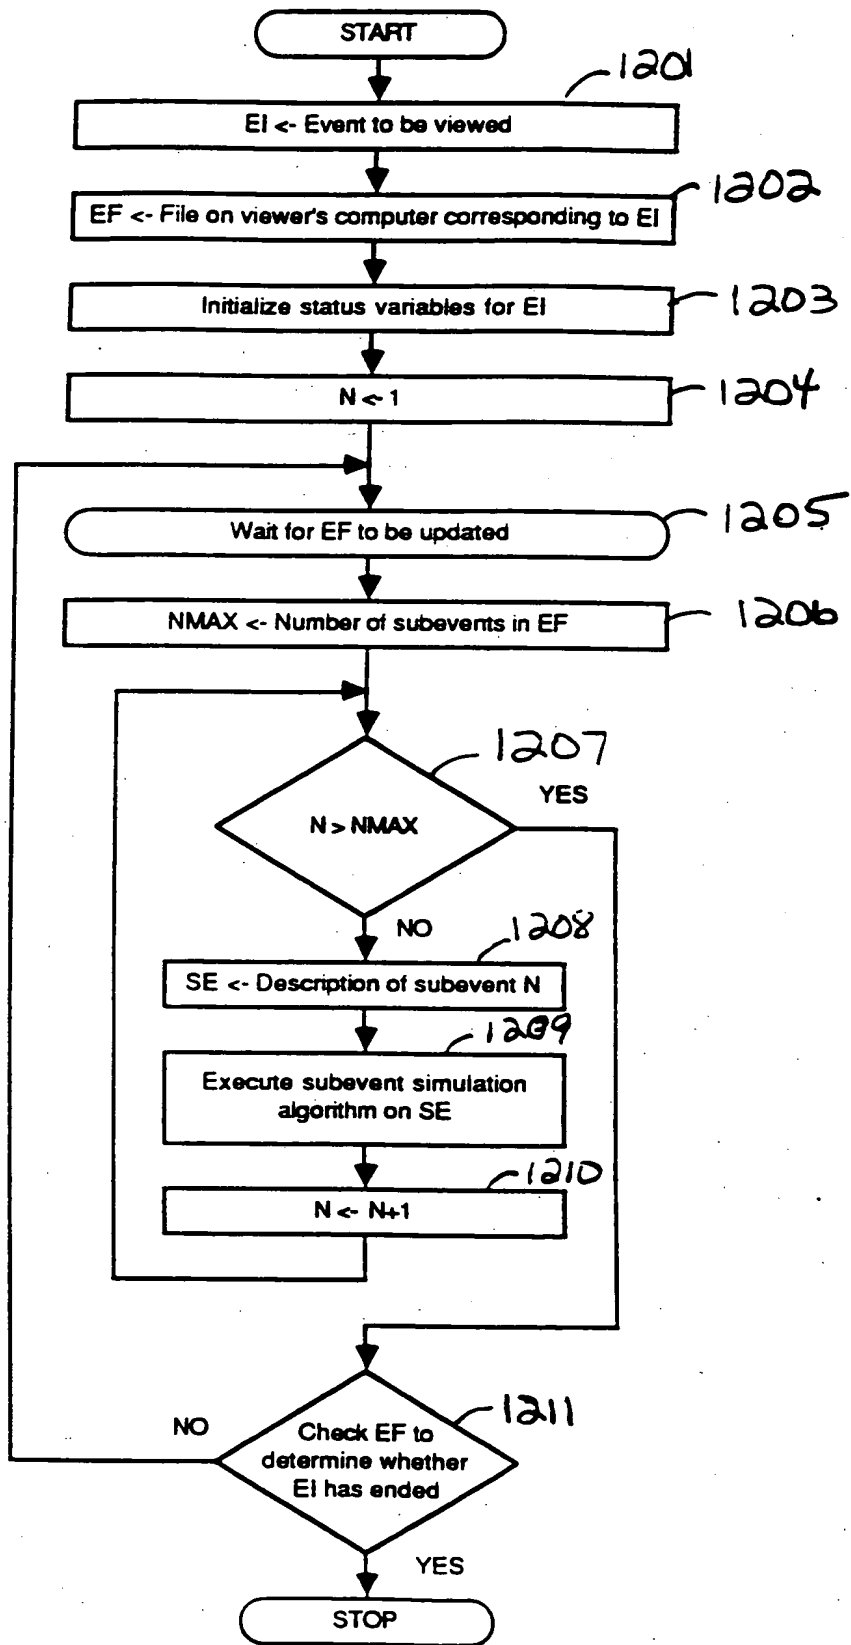 START
1201
EI <- Event to be viewed
1202
EF <- File on viewer's computer corresponding to EI
1203
Initialize status variables for EI
1204
N <- 1
1205
Wait for EF to be updated
1206
NMAX <- Number of subevents in EF
1207
YES
N > NMAX
NO
1208
SE <- Description of subevent N
1209
Execute subevent simulation
algorithm on SE
1210
N <- N+1
1211
NO
Check EF to
determine whether
EI has ended
YES
STOP